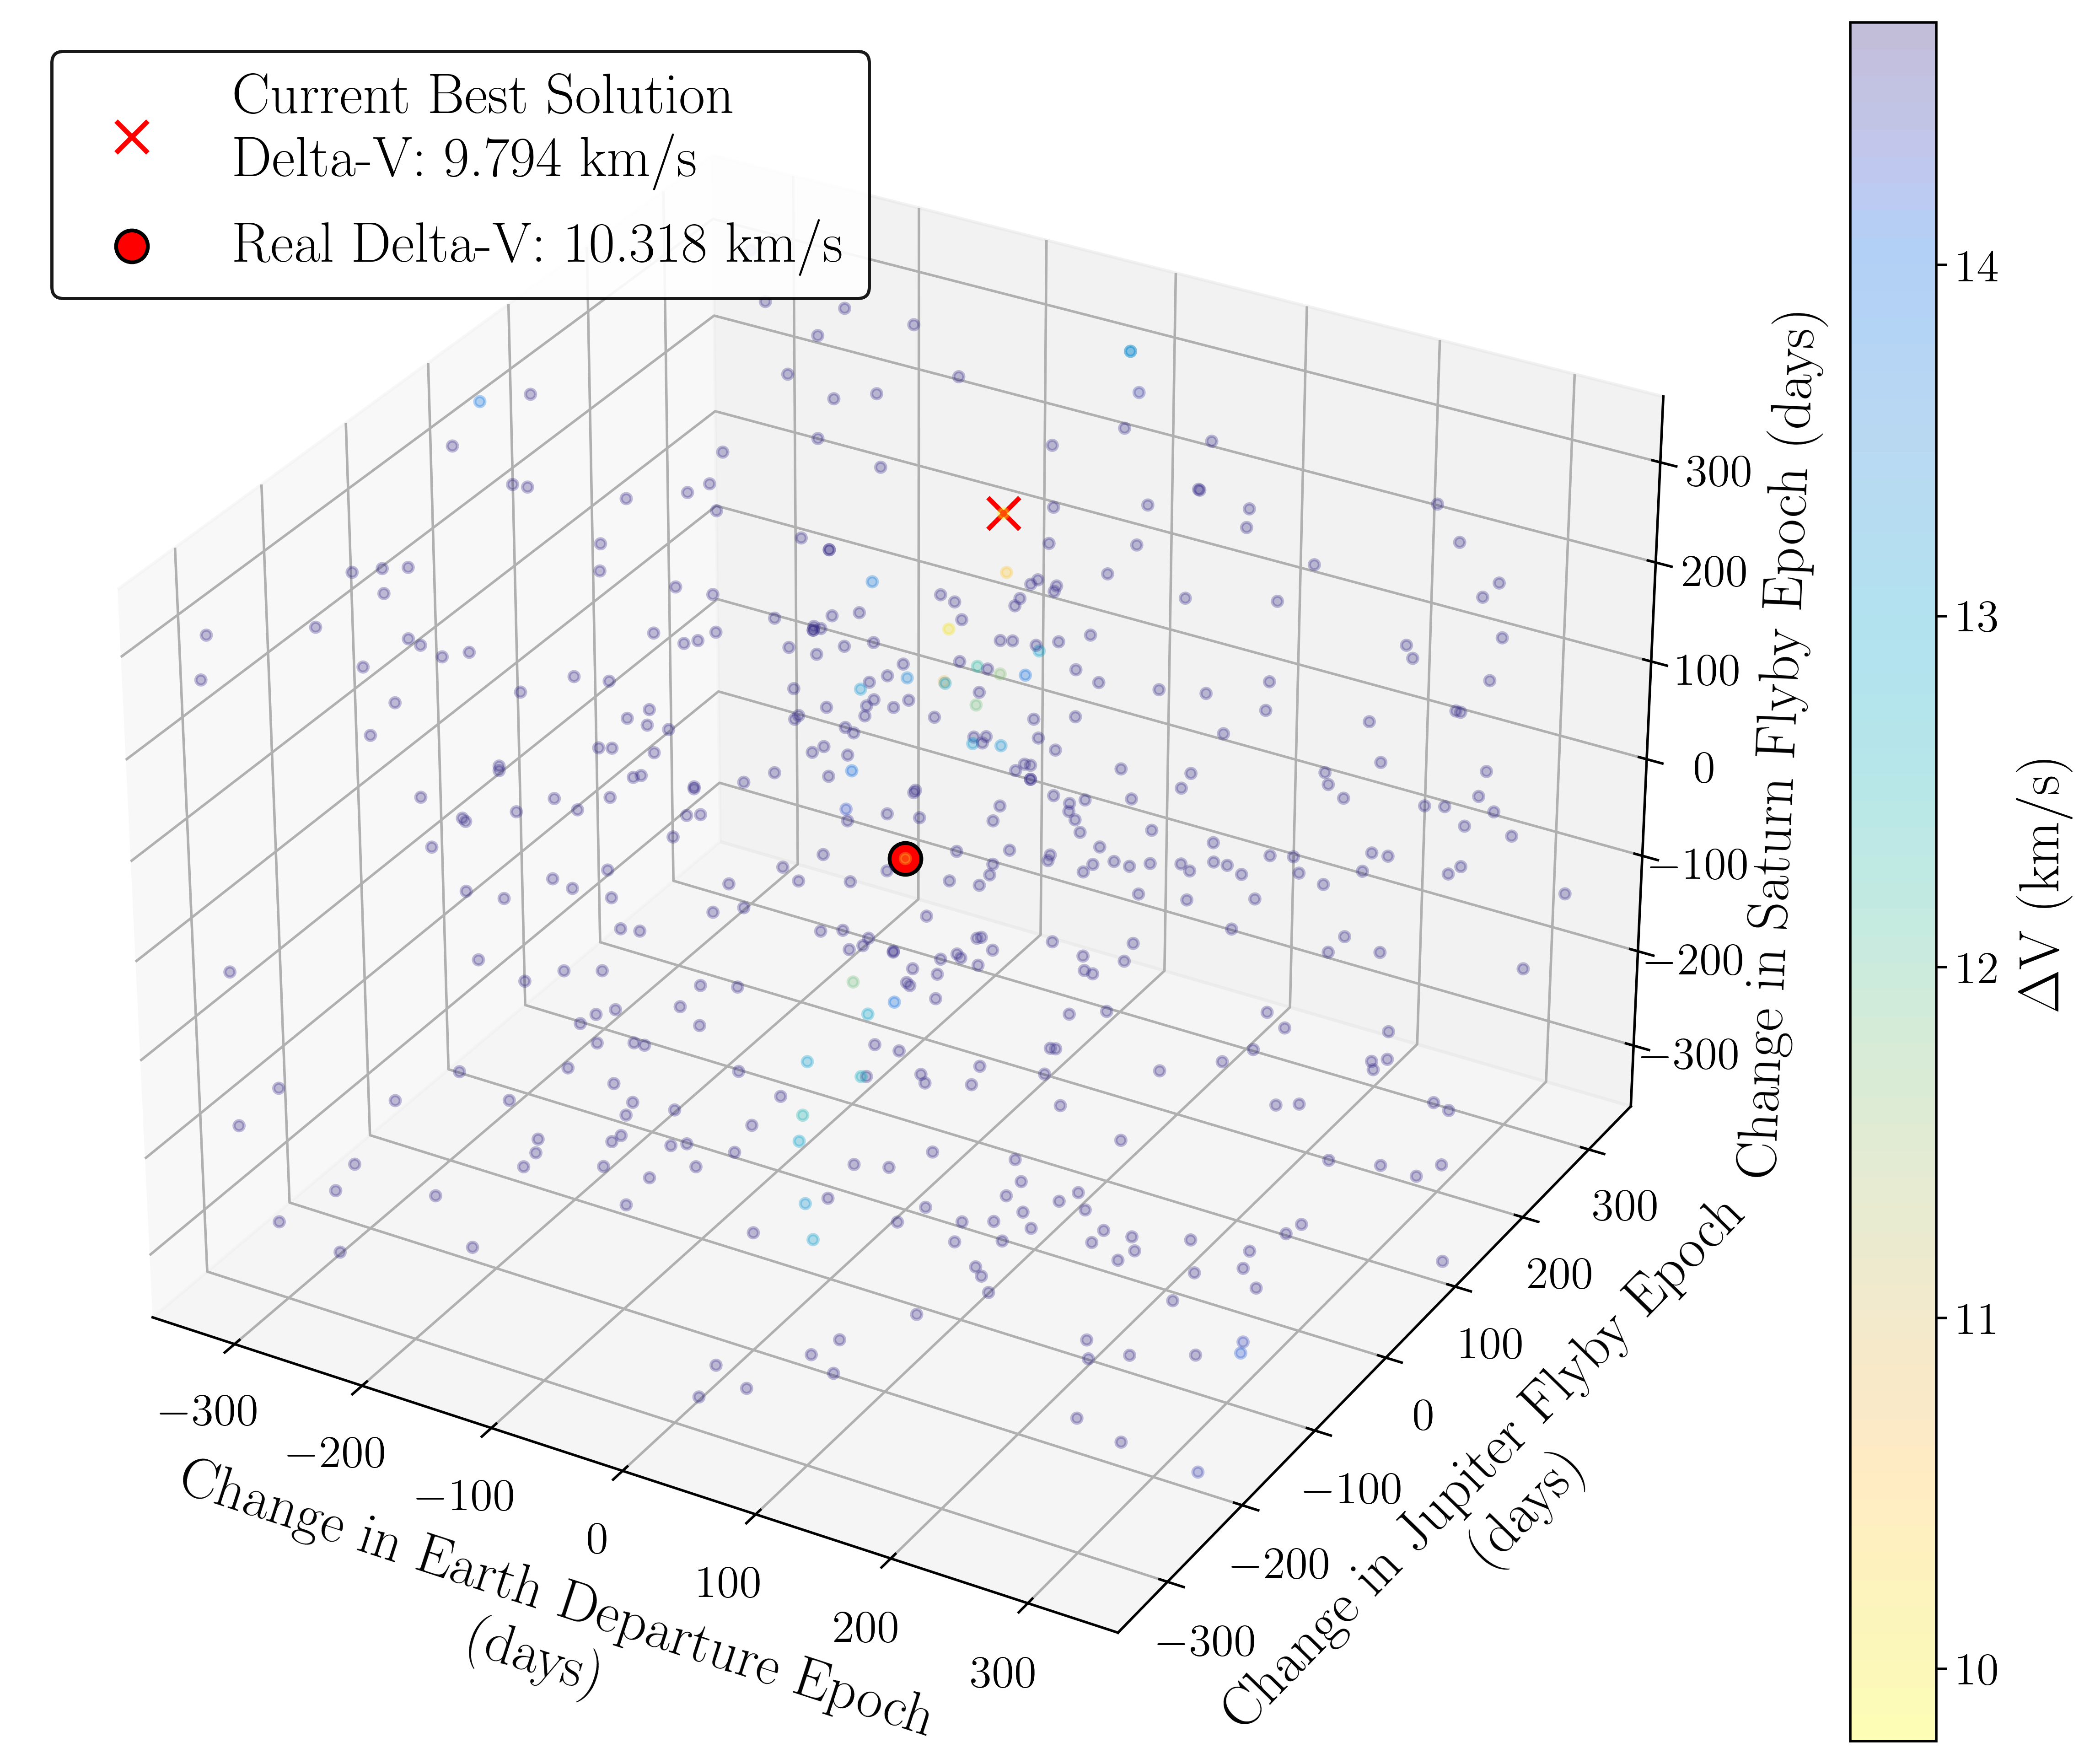 Current Best Solution
Delta-V: 9.794 km/s
Real Delta-V: 10.318 km/s
14
13
12
11
10
ΔV (km/s)
300
200
100
0
−100
−200
−300
Change in Saturn Flyby Epoch (days)
300
200
100
0
−100
−200
−300
Change in Jupiter Flyby Epoch
(days)
−300
−200
−100
0
100
200
300
Change in Earth Departure Epoch
(days)